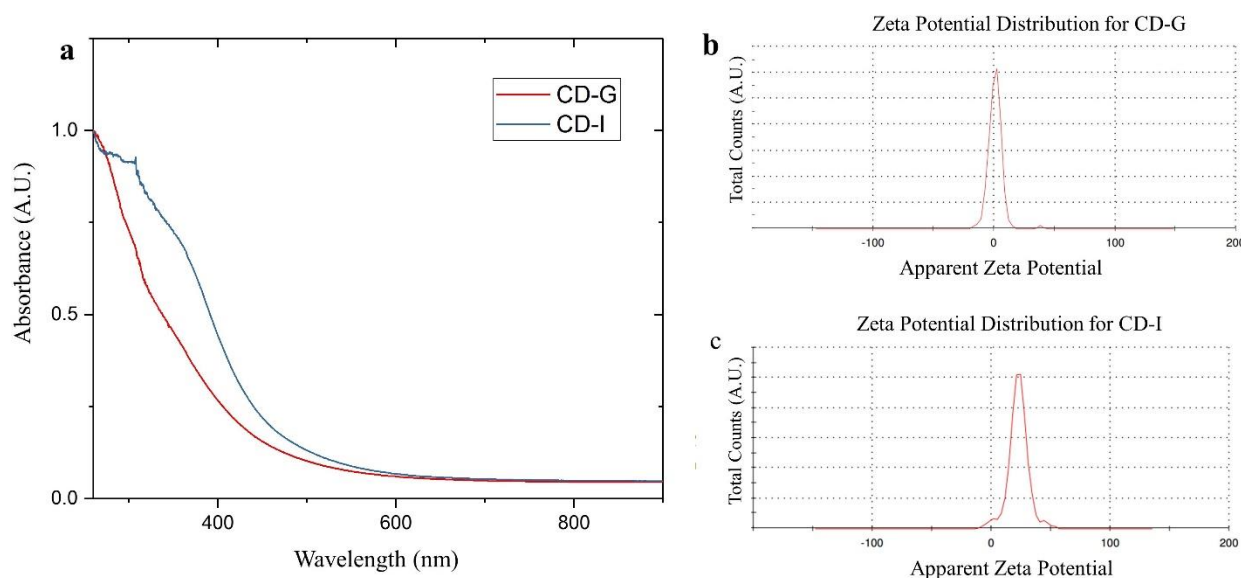 a
CD-G
CD-I
1.0
0.5
0.0
Absorbance (A.U.)
400
600
800
Wavelength (nm)
b
Zeta Potential Distribution for CD-G
Total Counts (A.U.)
-100
0
100
200
Apparent Zeta Potential
c
Zeta Potential Distribution for CD-I
Total Counts (A.U.)
-100
0
100
200
Apparent Zeta Potential